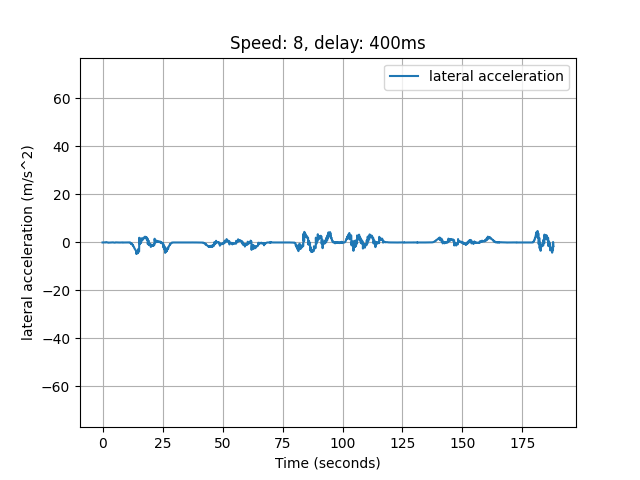 Speed: 8, delay: 400ms
lateral acceleration
60
40
20
0
−20
−40
−60
lateral acceleration (m/s^2)
0 25 50 75 100 125 150 175
Time (seconds)